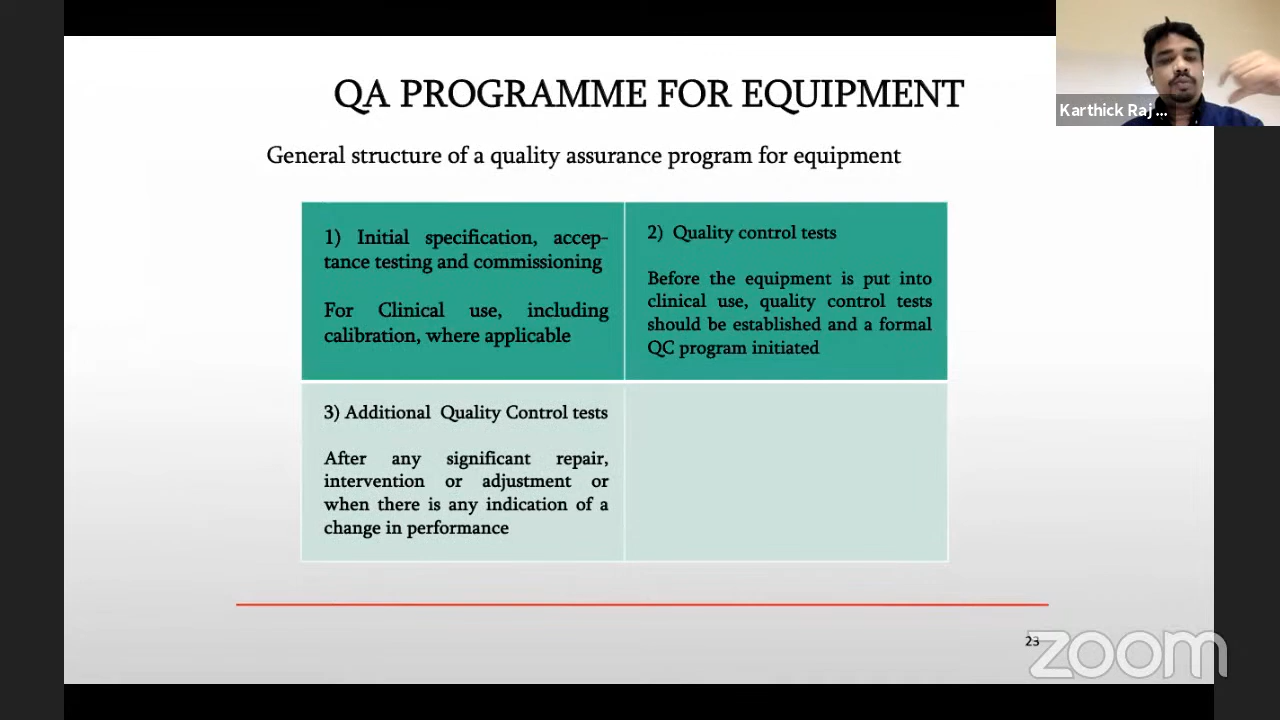 QA PROGRAMME FOR EQUIPMENT
Karthick Raj ...
General structure of a quality assurance program for equipment
1) Initial specification, accep-
tance testing and commissioning
For Clinical use, including
calibration, where applicable
2) Quality control tests
Before the equipment is put into
clinical use, quality control tests
should be established and a formal
QC program initiated
3) Additional Quality Control tests
After any significant repair,
intervention or adjustment or
when there is any indication of a
change in performance
23
zoom